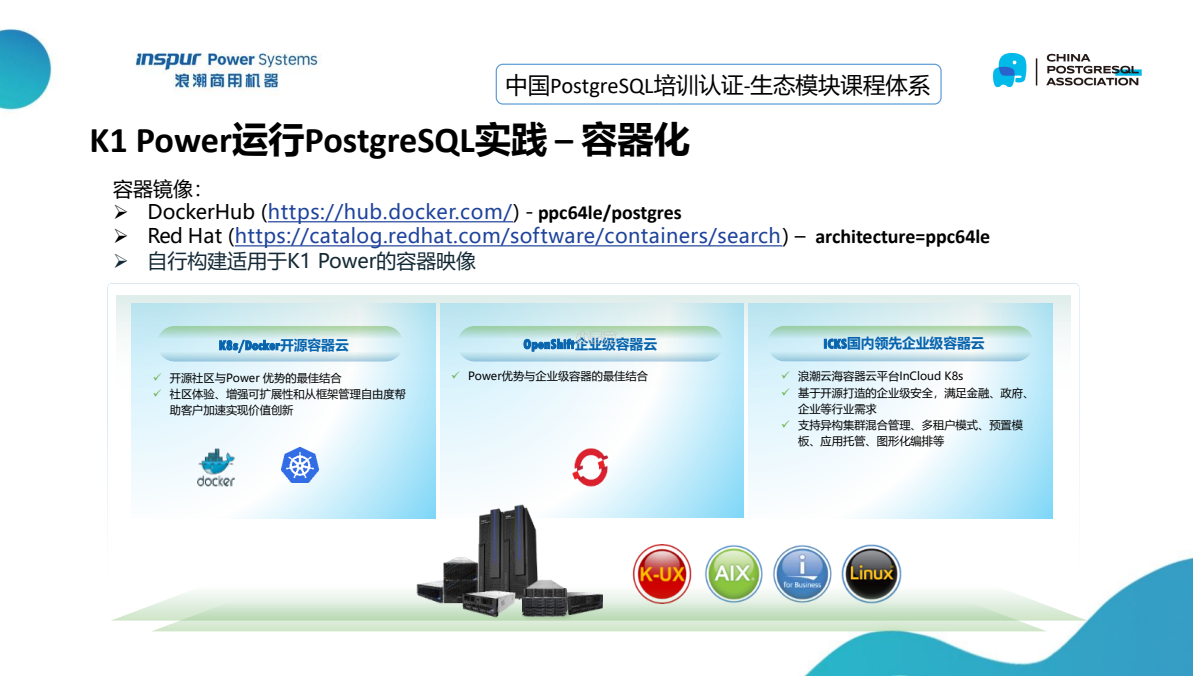 inspur Power Systems
浪潮商用机器
中国PostgreSQL培训认证-生态模块课程体系
CHINA
POSTGRESQL
ASSOCIATION
K1 Power运行PostgreSQL实践 – 容器化
容器镜像：
➢ DockerHub (https://hub.docker.com/) - ppc64le/postgres
➢ Red Hat (https://catalog.redhat.com/software/containers/search) – architecture=ppc64le
➢ 自行构建适用于K1 Power的容器映像
K8s/Docker开源容器云
✓ 开源社区与Power 优势的最佳结合
✓ 社区体验、增强可扩展性和从框架管理自由度帮
助客户加速实现价值创新
docker
OpenShift企业级容器云
✓ Power优势与企业级容器的最佳结合
ICKS国内领先企业级容器云
✓ 浪潮云海容器云平台InCloud K8s
✓ 基于开源打造的企业级安全，满足金融、政府、
企业等行业需求
✓ 支持异构集群混合管理、多租户模式、预置模
板、应用托管、图形化编排等
K-UX
AIX
i
for Business
Linux